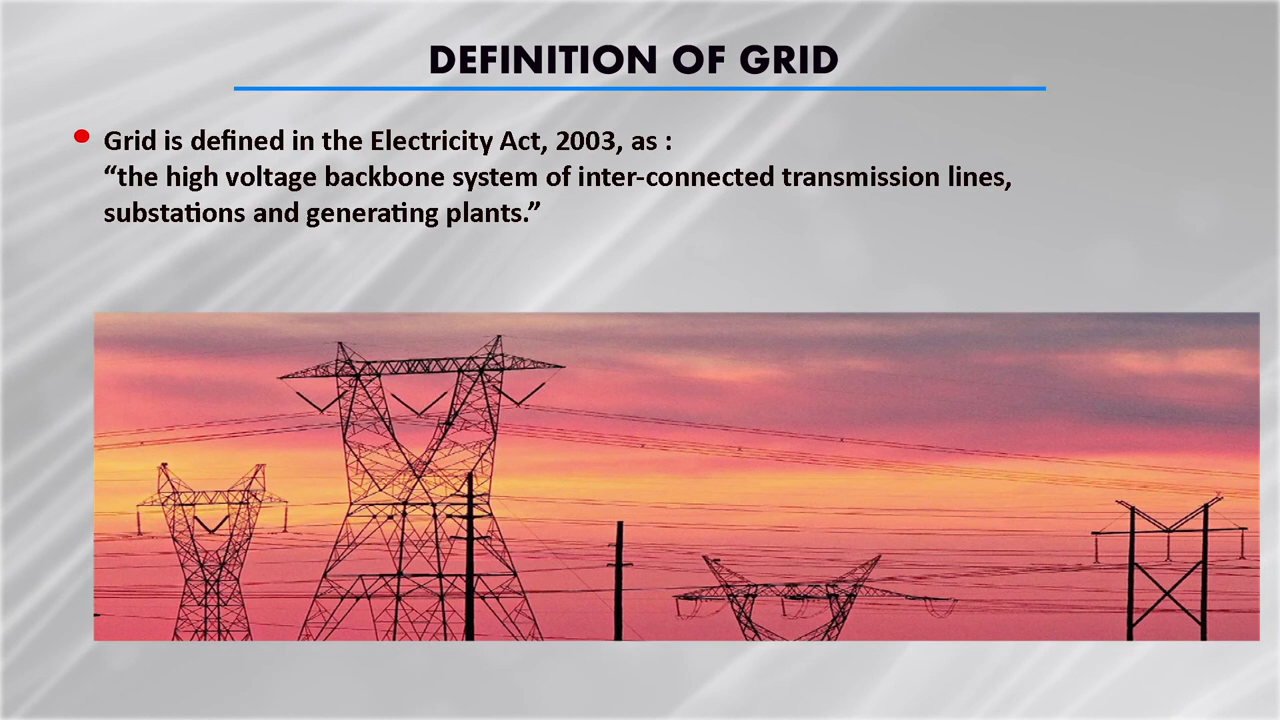 DEFINITION OF GRID
Grid is defined in the Electricity Act, 2003, as :
“the high voltage backbone system of inter-connected transmission lines,
substations and generating plants.”